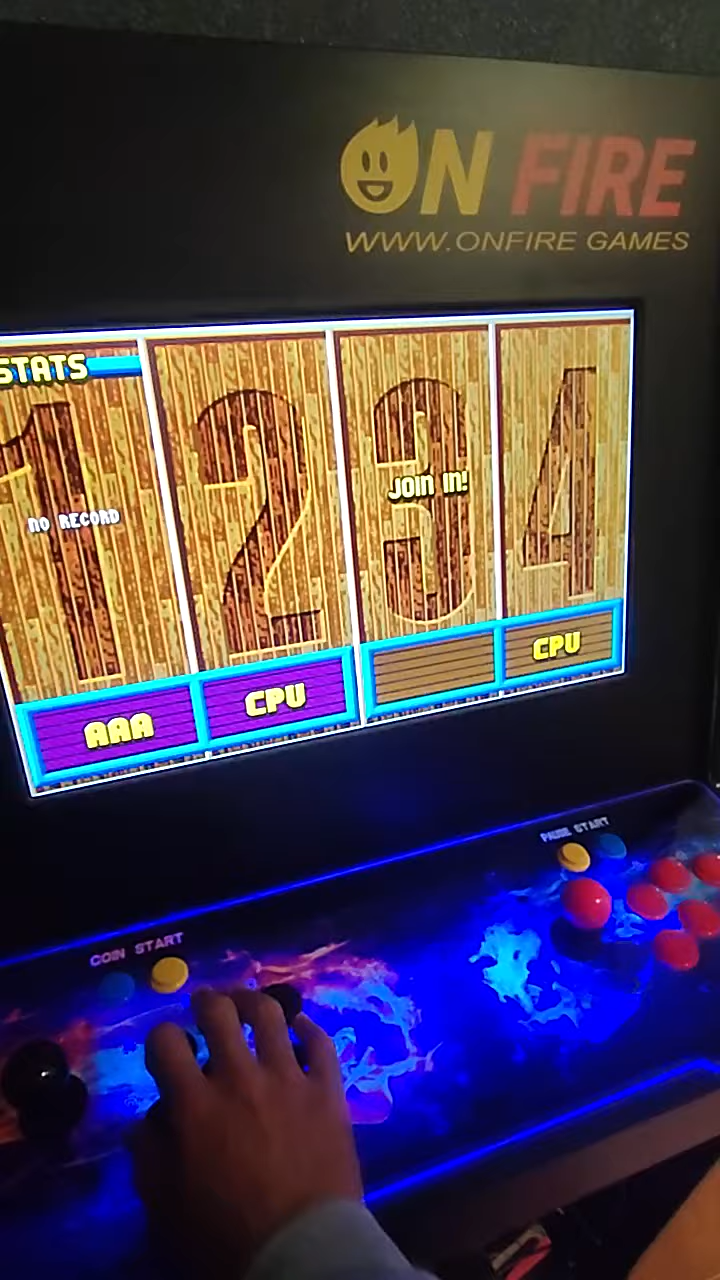 ON FIRE
WWW.ONFIRE GAMES
STATS
1
2
3
4
NO RECORD
JOIN IN!
AAA
CPU
CPU
COIN START
PAUSE START